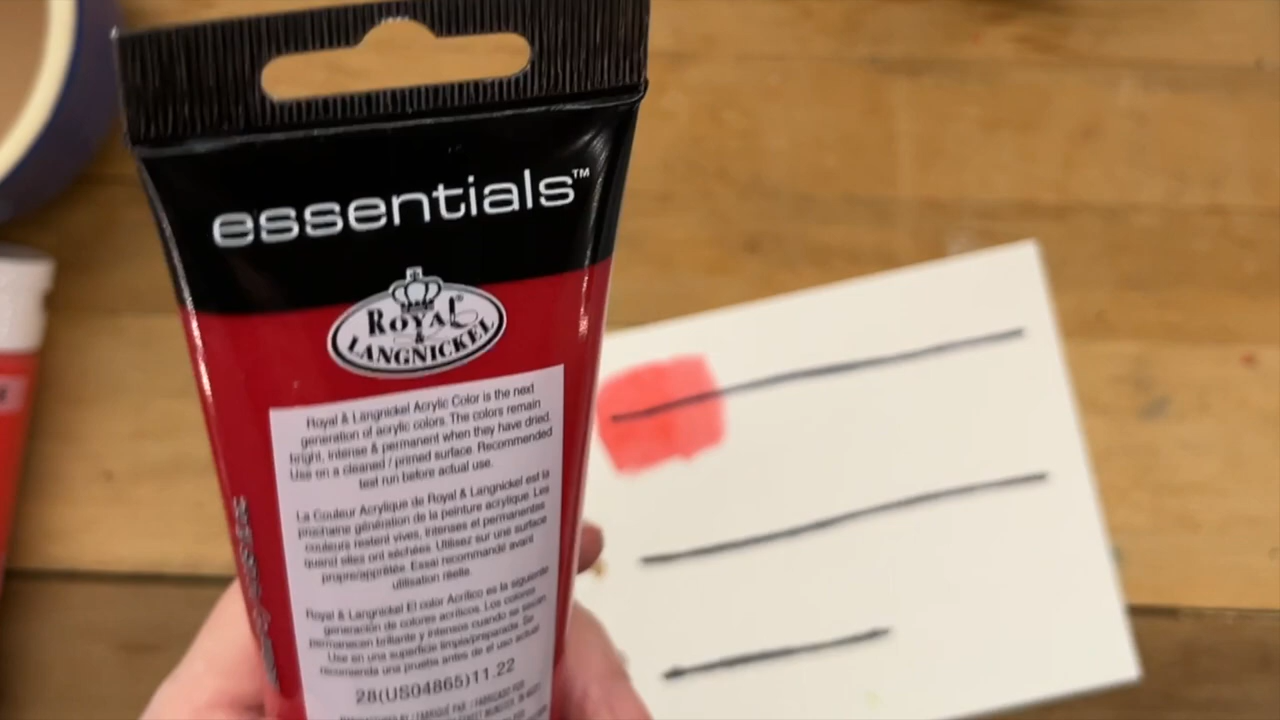 essentials™
ROYAL®
&
LANGNICKEL
Royal & Langnickel Acrylic Color is the next
generation of acrylic colors. The colors remain
bright, intense & permanent when they have dried.
Use on a cleaned / primed surface. Recommended
test run before actual use.
La Couleur Acrylique de Royal & Langnickel est la
prochaine génération de la peinture acrylique. Les
couleurs restent vives, intenses et permanentes
quand elles ont séchées. Utilisez sur une surface
propre/apprêtée. Essai recommandé avant
utilisation réelle.
Royal & Langnickel El color Acrílico es la siguiente
generación de colores acrílicos. Los colores
permanecen brillante y intensos cuando se secan.
Use en una superficie limpia/preparada. Se
recomienda una prueba antes de el uso actual
28(US04865)11.22